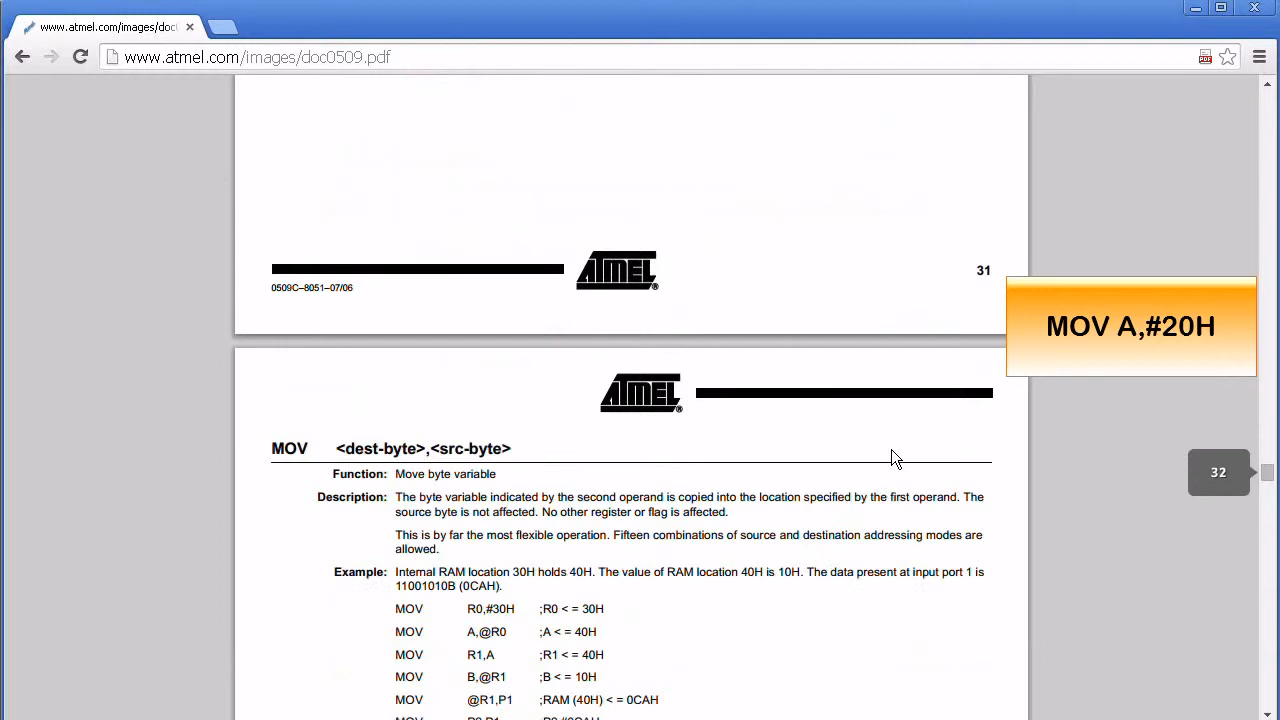 www.atmel.com/images/doc
www.atmel.com/images/doc0509.pdf
ATMEL®
31
0509C–8051–07/06
MOV A,#20H
ATMEL®
MOV <dest-byte>,<src-byte>
Function: Move byte variable
32
Description: The byte variable indicated by the second operand is copied into the location specified by the first operand. The
source byte is not affected. No other register or flag is affected.
This is by far the most flexible operation. Fifteen combinations of source and destination addressing modes are
allowed.
Example: Internal RAM location 30H holds 40H. The value of RAM location 40H is 10H. The data present at input port 1 is
11001010B (0CAH).
MOV R0,#30H ;R0 < = 30H
MOV A,@R0 ;A < = 40H
MOV R1,A ;R1 < = 40H
MOV B,@R1 ;B < = 10H
MOV @R1,P1 ;RAM (40H) < = 0CAH